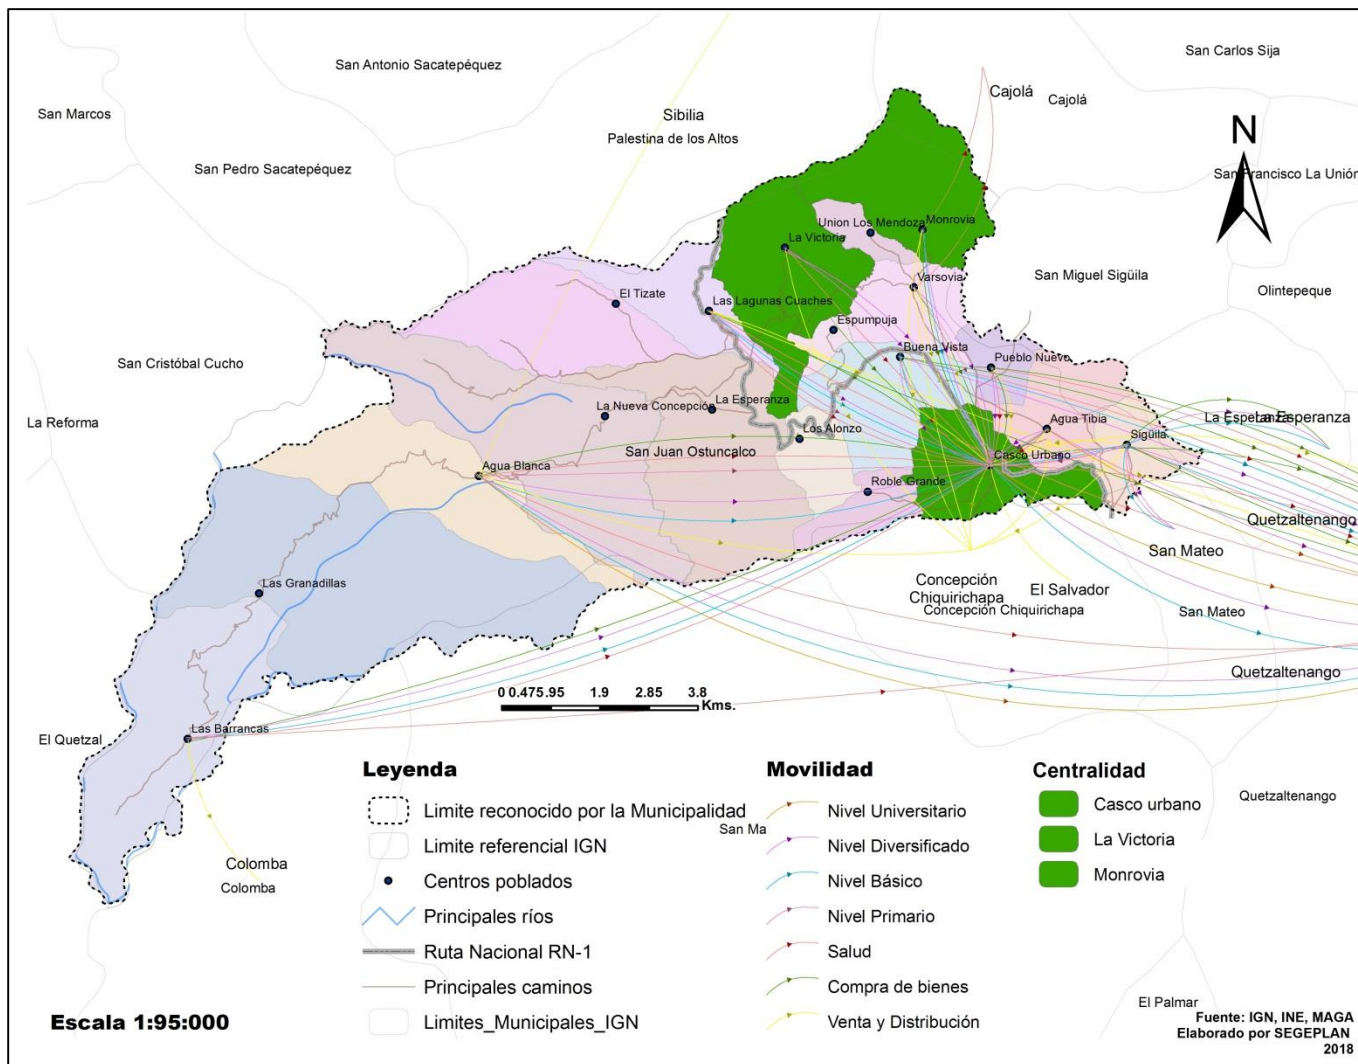 San Carlos Sija
San Antonio Sacatepéquez
Cajolá
Cajolá
San Marcos
Sibilia
N
Palestina de los Altos
San Pedro Sacatepéquez
San Francisco La Unión
Union Los Mendoza
Monrovia
La Victoria
San Miguel Sigüila
Varsovia
Olintepeque
El Tizate
Las Lagunas Cuaches
Espumpuja
San Cristóbal Cucho
Buena Vista
Pueblo Nuevo
La Nueva Concepción
La Esperanza
La Reforma
La Esperanza
La Esperanza
Agua Tibia
Los Alonzo
Sigüila
San Juan Ostuncalco
Casco Urbano
Agua Blanca
Roble Grande
Quetzaltenango
San Mateo
Las Granadillas
Concepción
Chiquirichapa
El Salvador
Concepción Chiquirichapa
San Mateo
Quetzaltenango
0 0.475.95 1.9 2.85 3.8
Kms.
Las Barrancas
El Quetzal
Quetzaltenango
Leyenda
Limite reconocido por la Municipalidad
Limite referencial IGN
Centros poblados
Principales ríos
Ruta Nacional RN-1
Principales caminos
Limites_Municipales_IGN
Movilidad
Nivel Universitario
Nivel Diversificado
Nivel Básico
Nivel Primario
Salud
Compra de bienes
Venta y Distribución
Centralidad
Casco urbano
La Victoria
Monrovia
San Ma
Colomba
Colomba
El Palmar
Escala 1:95:000
Fuente: IGN, INE, MAGA
Elaborado por SEGEPLAN
2018